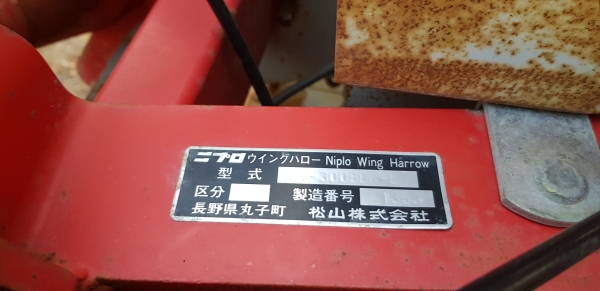 ニプロ ウイングハロー Niplo Wing Harrow
型式
区分 製造番号
長野県丸子町 松山株式会社